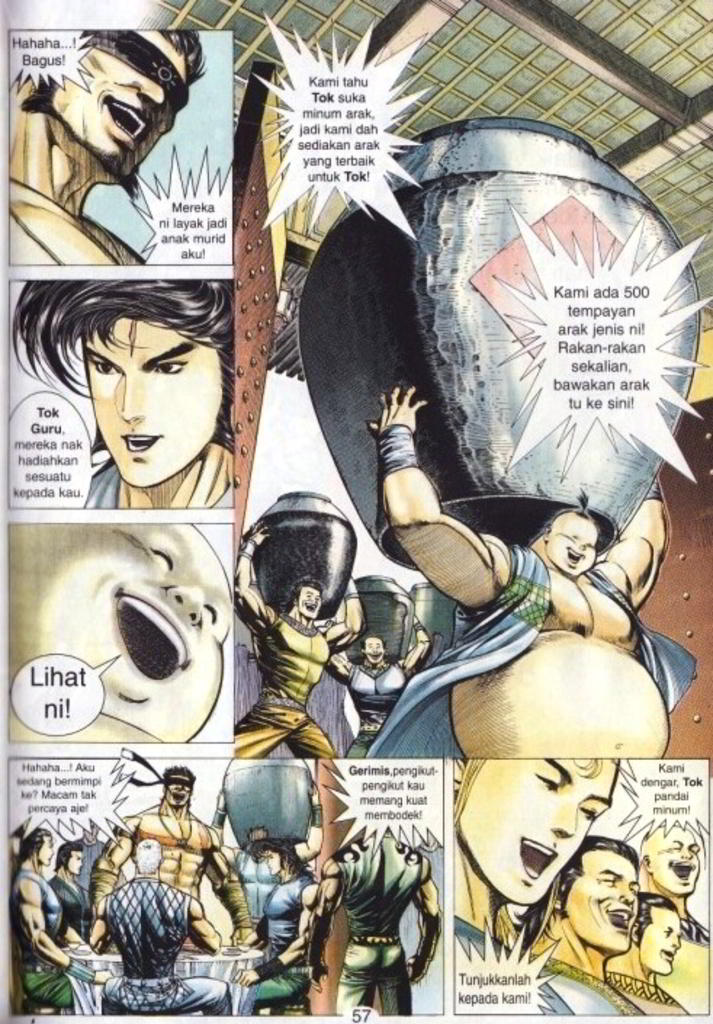 Hahaha...!
Bagus!
Mereka
ni layak jadi
anak murid
aku!
Tok
Guru,
mereka nak
hadiahkan
sesuatu
kepada kau.
Lihat
ni!
Kami tahu
Tok suka
minum arak,
jadi kami dah
sediakan arak
yang terbaik
untuk Tok!
Kami ada 500
tempayan
arak jenis ni!
Rakan-rakan
sekalian,
bawakan arak
tu ke sini!
Hahaha...! Aku
sedang bermimpi
ke? Macam tak
percaya aje!
Gerimis,pengikut-
pengikut kau
memang kuat
membodek!
Kami
dengar, Tok
pandai
minum!
Tunjukkanlah
kepada kami!
57